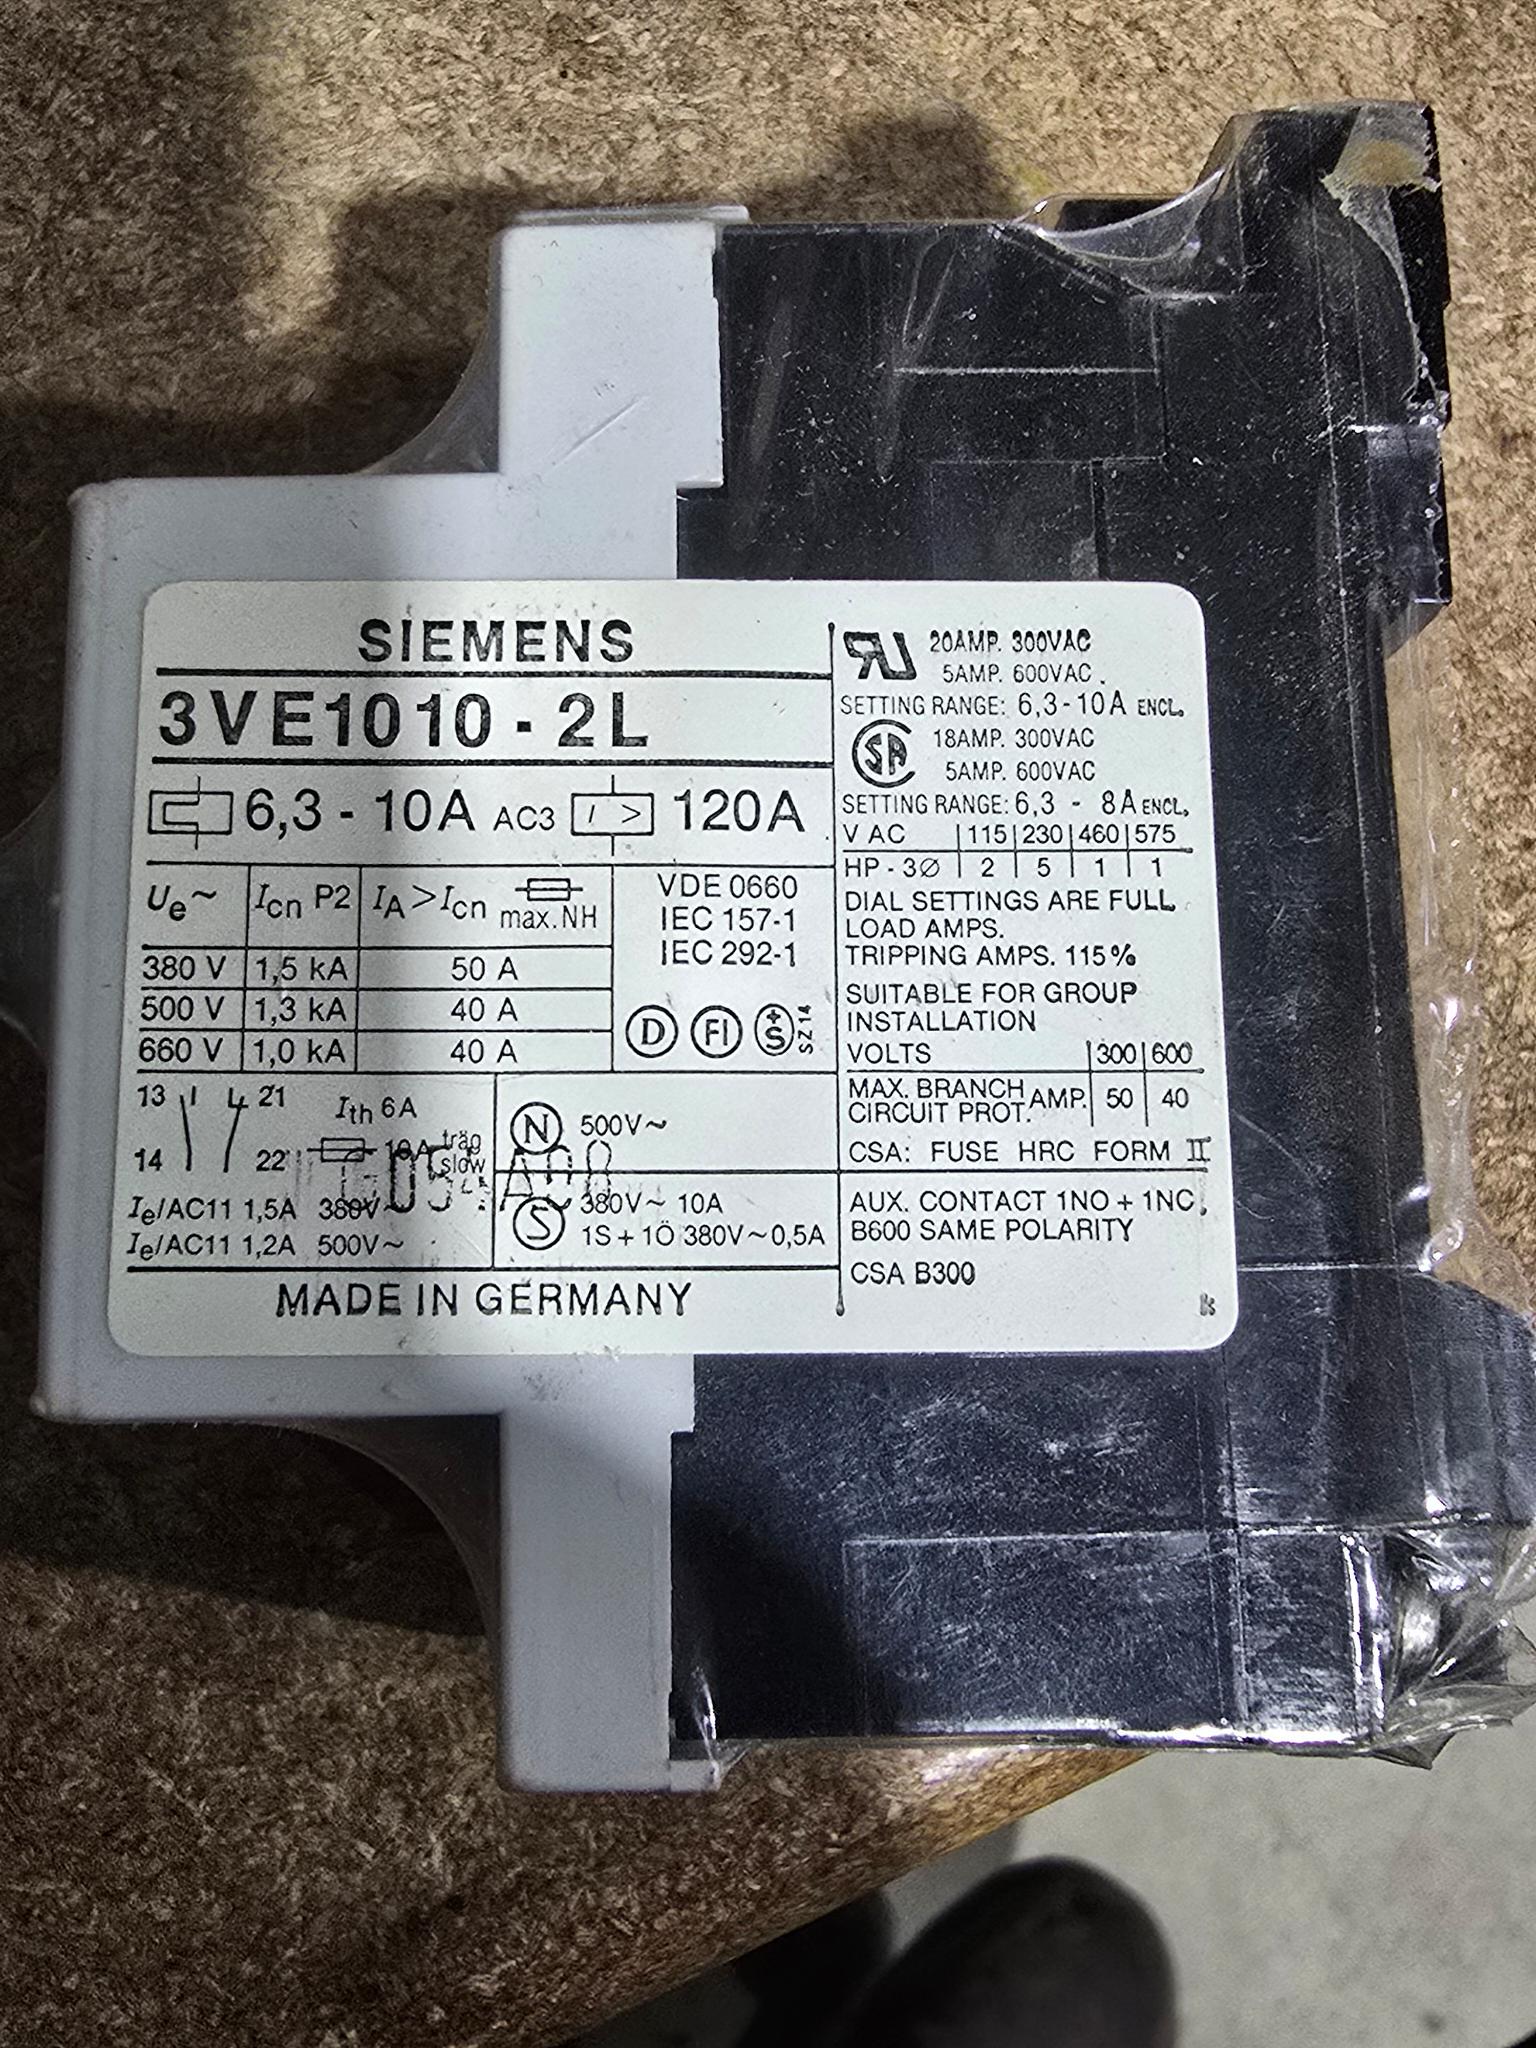 SIEMENS
3VE1010-2L
6,3-10A AC3 I > 120A
Ue~ Icn P2 IA>Icn max.NH
380 V 1,5 kA 50 A
500 V 1,3 kA 40 A
660 V 1,0 kA 40 A
VDE 0660
IEC 157-1
IEC 292-1
D FI +S SZ 14
13 21
Ith 6A
14 22
10A träg
slow
Ie/AC11 1,5A 380V~
Ie/AC11 1,2A 500V~
N 500V~
S 380V~ 10A
1S+1Ö 380V~0,5A
MADE IN GERMANY
RU 20AMP. 300VAC
5AMP. 600VAC.
SETTING RANGE: 6,3-10A ENCL.
SA 18AMP. 300VAC
5AMP. 600VAC
SETTING RANGE: 6,3 - 8A ENCL.
V AC 115 230 460 575
HP-3Ø 2 5 1 1
DIAL SETTINGS ARE FULL
LOAD AMPS.
TRIPPING AMPS. 115%
SUITABLE FOR GROUP
INSTALLATION
VOLTS 300 600
MAX. BRANCH
CIRCUIT PROT. AMP. 50 40
CSA: FUSE HRC FORM II
AUX. CONTACT 1NO+1NC.
B600 SAME POLARITY
CSA B300